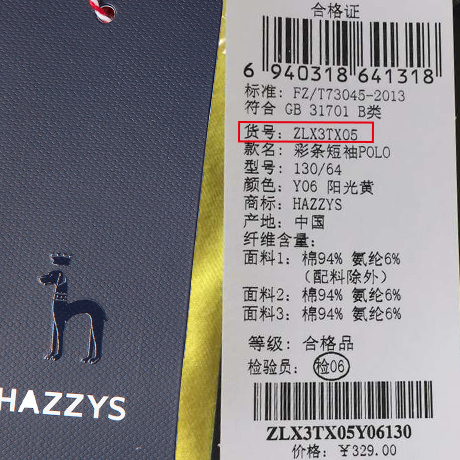 合格证
6 940318 641318
标准: FZ/T73045-2013
符合 GB 31701 B类
货号: ZLX3TX05
款名: 彩条短袖POLO
型号: 130/64
颜色: Y06 阳光黄
商标: HAZZYS
产地: 中国
纤维含量:
面料1: 棉94% 氨纶6%
(配料除外)
面料2: 棉94% 氨纶6%
面料3: 棉94% 氨纶6%
等级: 合格品
检验员: 检06
ZLX3TX05Y06130
价格: ¥329.00
HAZZYS